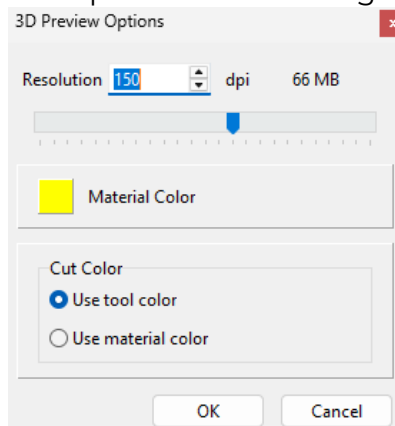 3D Preview Options
Resolution 150 dpi 66 MB
Material Color
Cut Color
Use tool color
Use material color
OK Cancel